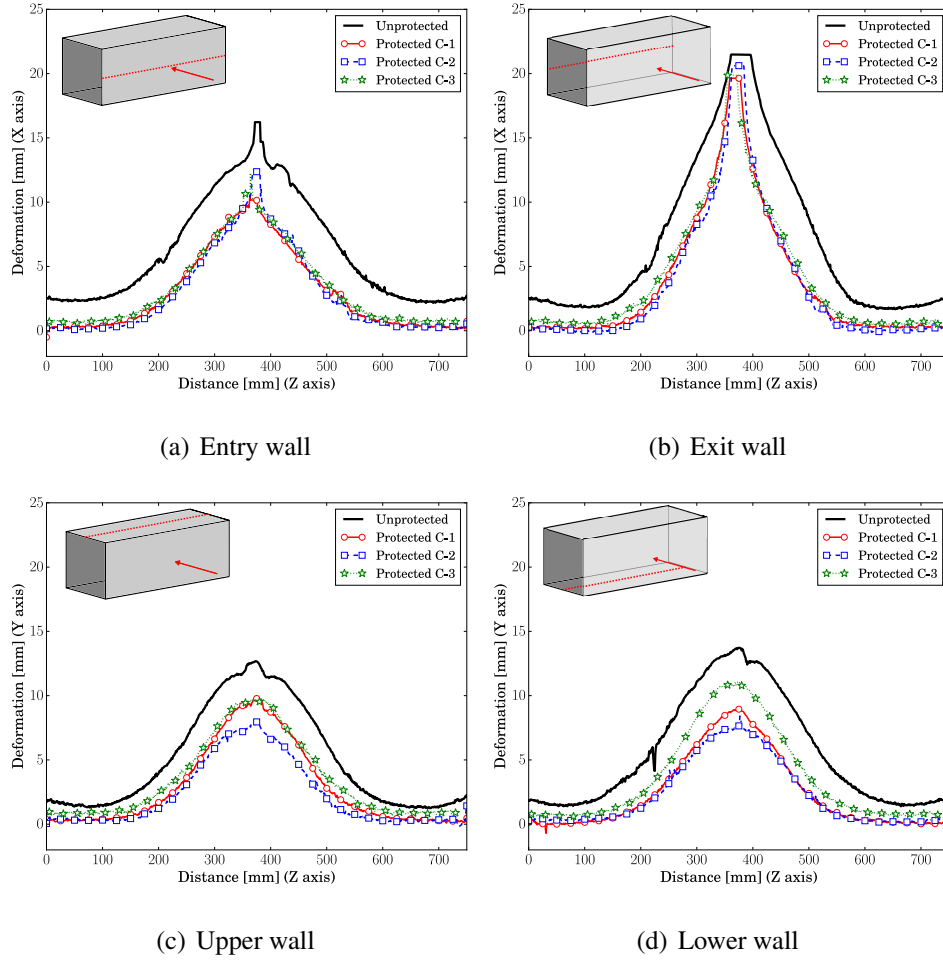 25
20
15
10
5
0
Deformation [mm] (X axis)
0 100 200 300 400 500 600 700
Distance [mm] (Z axis)
Unprotected
Protected C-1
Protected C-2
Protected C-3
(a) Entry wall
25
20
15
10
5
0
Deformation [mm] (X axis)
0 100 200 300 400 500 600 700
Distance [mm] (Z axis)
Unprotected
Protected C-1
Protected C-2
Protected C-3
(b) Exit wall
25
20
15
10
5
0
Deformation [mm] (Y axis)
0 100 200 300 400 500 600 700
Distance [mm] (Z axis)
Unprotected
Protected C-1
Protected C-2
Protected C-3
(c) Upper wall
25
20
15
10
5
0
Deformation [mm] (Y axis)
0 100 200 300 400 500 600 700
Distance [mm] (Z axis)
Unprotected
Protected C-1
Protected C-2
Protected C-3
(d) Lower wall